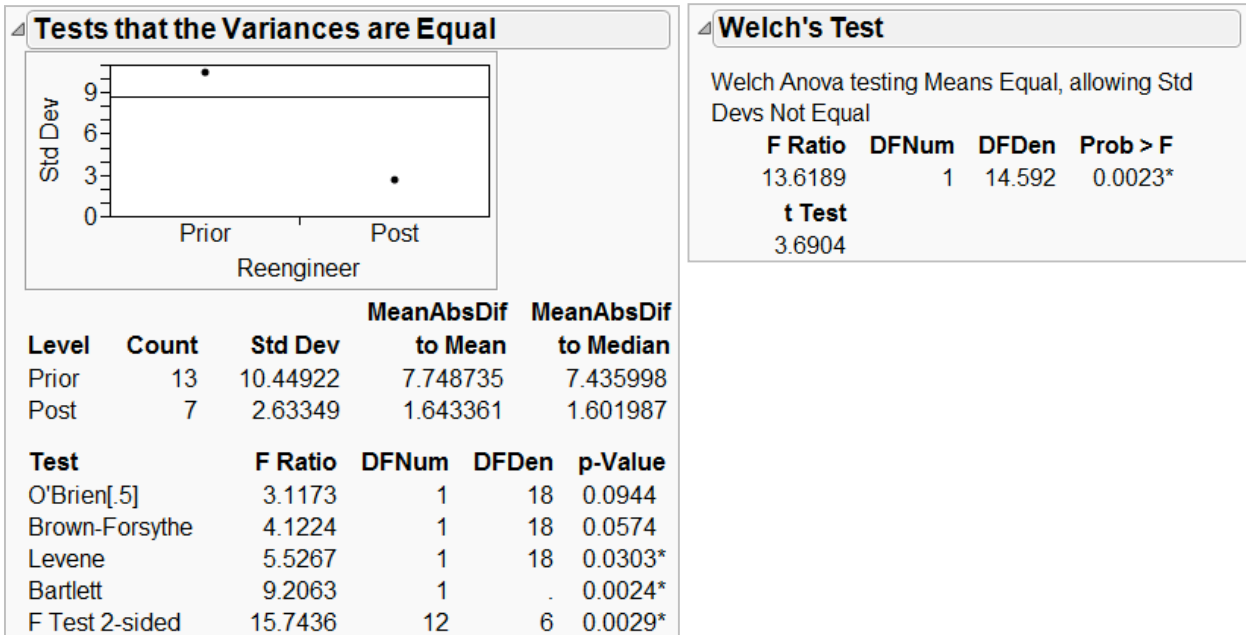 Tests that the Variances are Equal
Std Dev
9
6
3
0
Prior Post
Reengineer
MeanAbsDif MeanAbsDif
Level Count Std Dev to Mean to Median
Prior 13 10.44922 7.748735 7.435998
Post 7 2.63349 1.643361 1.601987
Test F Ratio DFNum DFDen p-Value
O'Brien[.5] 3.1173 1 18 0.0944
Brown-Forsythe 4.1224 1 18 0.0574
Levene 5.5267 1 18 0.0303*
Bartlett 9.2063 1 . 0.0024*
F Test 2-sided 15.7436 12 6 0.0029*
Welch's Test
Welch Anova testing Means Equal, allowing Std
Devs Not Equal
F Ratio DFNum DFDen Prob > F
13.6189 1 14.592 0.0023*
t Test
3.6904